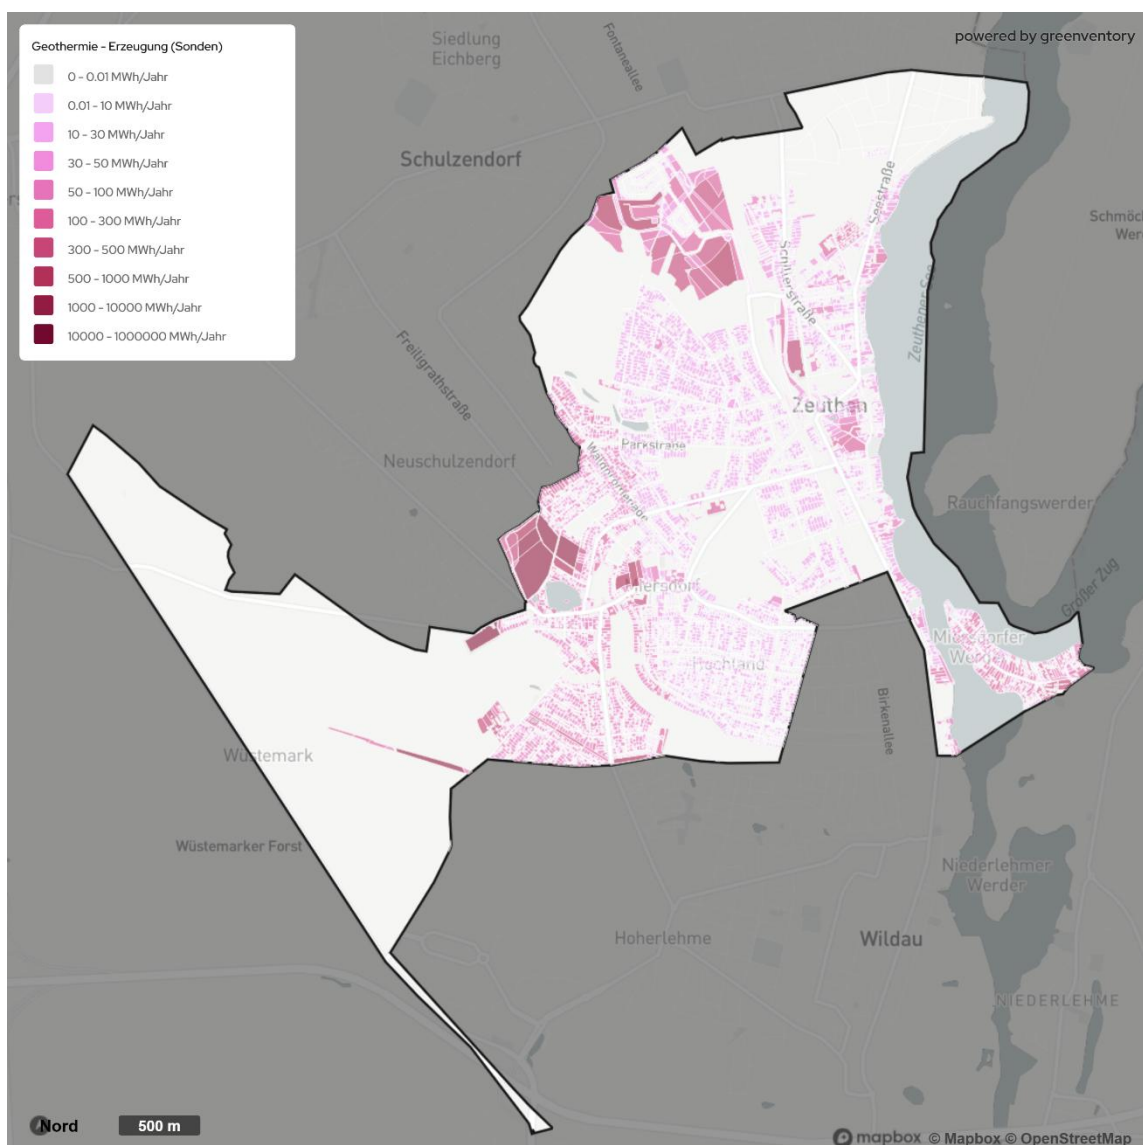 Geothermie - Erzeugung (Sonden)
0 - 0.01 MWh/Jahr
0.01 - 10 MWh/Jahr
10 - 30 MWh/Jahr
30 - 50 MWh/Jahr
50 - 100 MWh/Jahr
100 - 300 MWh/Jahr
300 - 500 MWh/Jahr
500 - 1000 MWh/Jahr
1000 - 10000 MWh/Jahr
10000 - 1000000 MWh/Jahr
powered by greenventory
Siedlung
Eichberg
Fontaneallee
Schulzendorf
Seestraße
Schillerstraße
Zeuthener See
Freiligrathstraße
Zeuthen
Parkstraße
Neuschulzendorf
Waldpromenade
Rauchfangswerder
Großer Zug
Miersdorf
Hochland
Miersdorfer
Werder
Birkenallee
Wüstemark
Wüstemarker Forst
Niederlehmer
Werder
Hoherlehme
Wildau
NIEDERLEHME
Nord
500 m
mapbox © Mapbox © OpenStreetMap